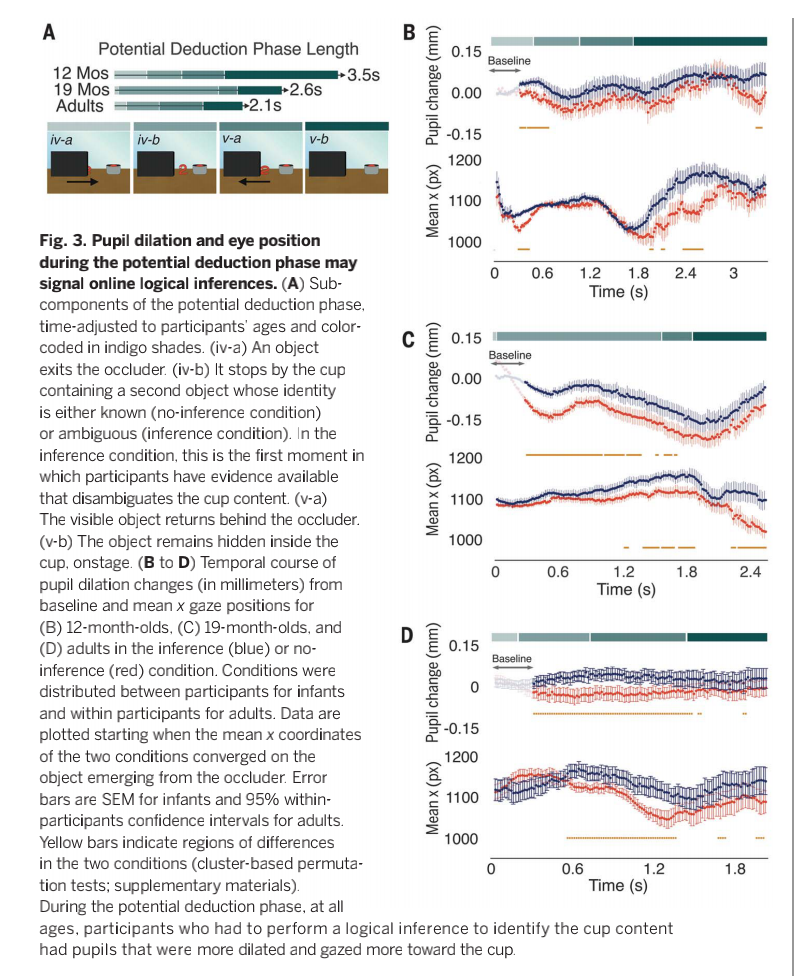 A
Potential Deduction Phase Length
12 Mos
3.5s
19 Mos
2.6s
Adults
2.1s
iv-a
iv-b
v-a
v-b
Fig. 3. Pupil dilation and eye position
during the potential deduction phase may
signal online logical inferences. (A) Sub-
components of the potential deduction phase,
time-adjusted to participants' ages and color-
coded in indigo shades. (iv-a) An object
exits the occluder. (iv-b) It stops by the cup
containing a second object whose identity
is either known (no-inference condition)
or ambiguous (inference condition). In the
inference condition, this is the first moment in
which participants have evidence available
that disambiguates the cup content. (v-a)
The visible object returns behind the occluder.
(v-b) The object remains hidden inside the
cup, onstage. (B to D) Temporal course of
pupil dilation changes (in millimeters) from
baseline and mean x gaze positions for
(B) 12-month-olds, (C) 19-month-olds, and
(D) adults in the inference (blue) or no-
inference (red) condition. Conditions were
distributed between participants for infants
and within participants for adults. Data are
plotted starting when the mean x coordinates
of the two conditions converged on the
object emerging from the occluder. Error
bars are SEM for infants and 95% within-
participants confidence intervals for adults.
Yellow bars indicate regions of differences
in the two conditions (cluster-based permuta-
tion tests; supplementary materials).
During the potential deduction phase, at all
ages, participants who had to perform a logical inference to identify the cup content
had pupils that were more dilated and gazed more toward the cup.
B
Pupil change (mm)
0.15
0.00
-0.15
Baseline
Mean x (px)
1200
1100
1000
0 0.6 1.2 1.8 2.4 3
Time (s)
C
Pupil change (mm)
0.15
0.00
-0.15
Baseline
Mean x (px)
1200
1100
1000
0 0.6 1.2 1.8 2.4
Time (s)
D
Pupil change (mm)
0.15
0
-0.15
Baseline
Mean x (px)
1200
1100
1000
0 0.6 1.2 1.8
Time (s)